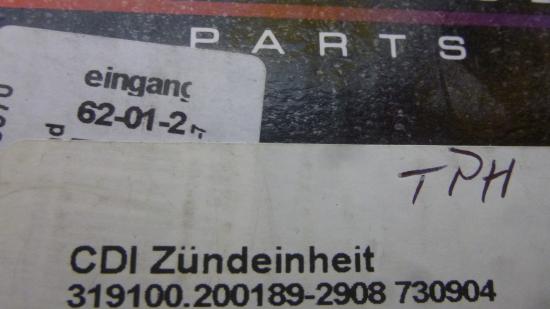 PARTS
eingang
62-01-2
TPH
CDI Zündeinheit
319100.200189-2908 730904